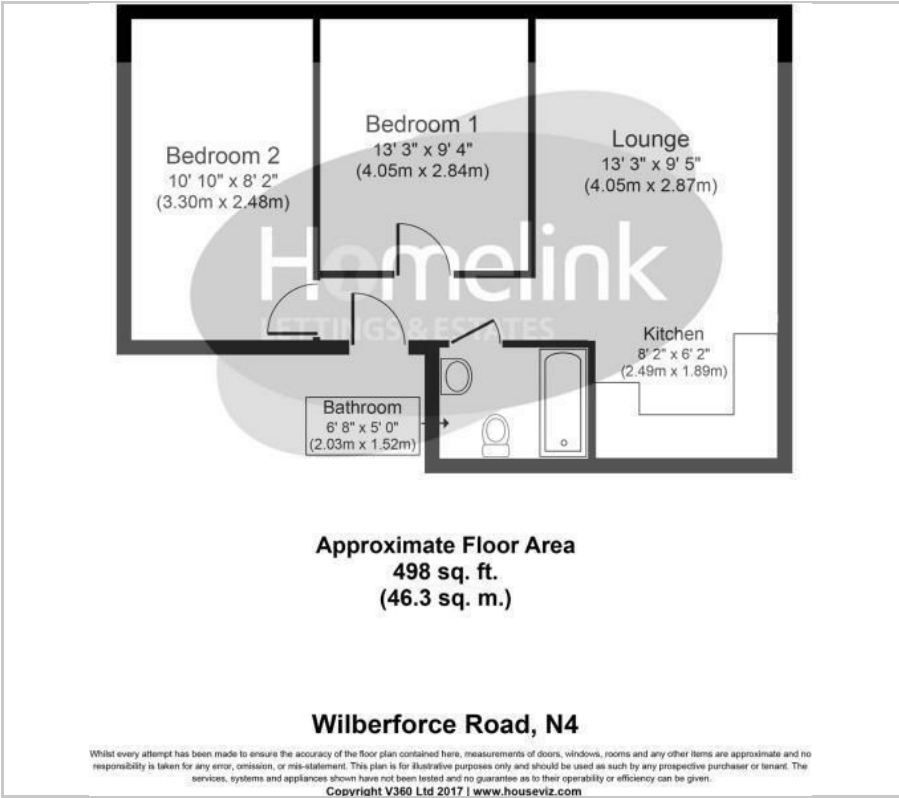 Bedroom 1
13' 3" x 9' 4"
(4.05m x 2.84m)
Lounge
13' 3" x 9' 5"
(4.05m x 2.87m)
Bedroom 2
10' 10" x 8' 2"
(3.30m x 2.48m)
Homelink
LETTINGS & ESTATES
Kitchen
8' 2" x 6' 2"
(2.49m x 1.89m)
Bathroom
6' 8" x 5' 0"
(2.03m x 1.52m)
Approximate Floor Area
498 sq. ft.
(46.3 sq. m.)
Wilberforce Road, N4
Whilst every attempt has been made to ensure the accuracy of the floor plan contained here, measurements of doors, windows, rooms and any other items are approximate and no
responsibility is taken for any error, omission, or mis-statement. This plan is for illustrative purposes only and should be used as such by any prospective purchaser or tenant. The
services, systems and appliances shown have not been tested and no guarantee as to their operability or efficiency can be given.
Copyright V360 Ltd 2017 | www.houseviz.com